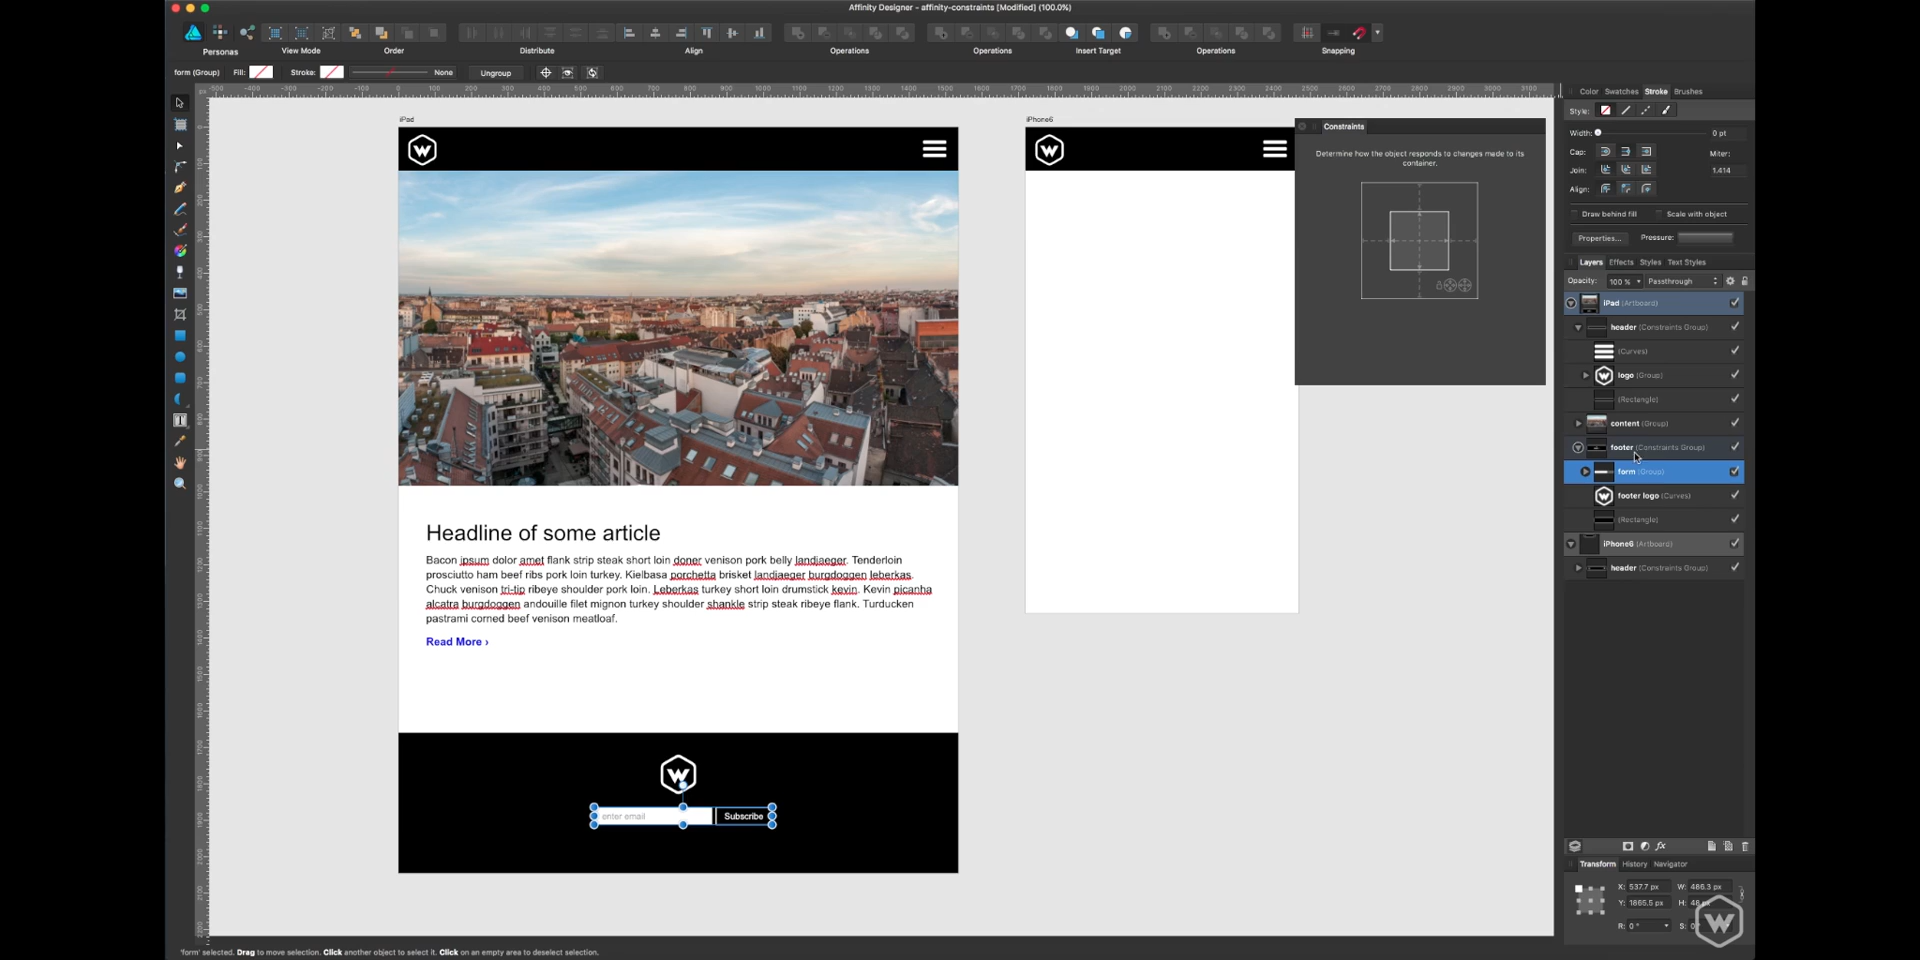 Affinity Designer - affinity-constraints [Modified] (100.0%)
Personas
View Mode
Order
Distribute
Align
Operations
Operations
Insert Target
Operations
Snapping
form (Group)
Fill:
Stroke:
None
Ungroup
iPad
iPhone6
Headline of some article
Bacon ipsum dolor amet flank strip steak short loin doner venison pork belly landjaeger. Tenderloin
prosciutto ham beef ribs pork loin turkey. Kielbasa porchetta brisket landjaeger burgdoggen leberkas.
Chuck venison tri-tip ribeye shoulder pork loin. Leberkas turkey short loin drumstick kevin. Kevin picanha
alcatra burgdoggen andouille filet mignon turkey shoulder shankle strip steak ribeye flank. Turducken
pastrami corned beef venison meatloaf.
Read More ›
W
enter email
Subscribe
Constraints
Determine how the object responds to changes made to its
container.
Color
Swatches
Stroke
Brushes
Style:
Width:
0 pt
Cap:
Miter:
Join:
1.414
Align:
Draw behind fill
Scale with object
Properties...
Pressure:
Layers
Effects
Styles
Text Styles
Opacity:
100 %
Passthrough
iPad (Artboard)
header (Constraints Group)
(Curves)
logo (Group)
(Rectangle)
content (Group)
footer (Constraints Group)
form (Group)
footer logo (Curves)
(Rectangle)
iPhone6 (Artboard)
header (Constraints Group)
Transform
History
Navigator
X: 537.7 px
W: 486.3 px
Y: 1865.5 px
H: 48
R: 0 °
S:
'form' selected. Drag to move selection. Click another object to select it. Click on an empty area to deselect selection.